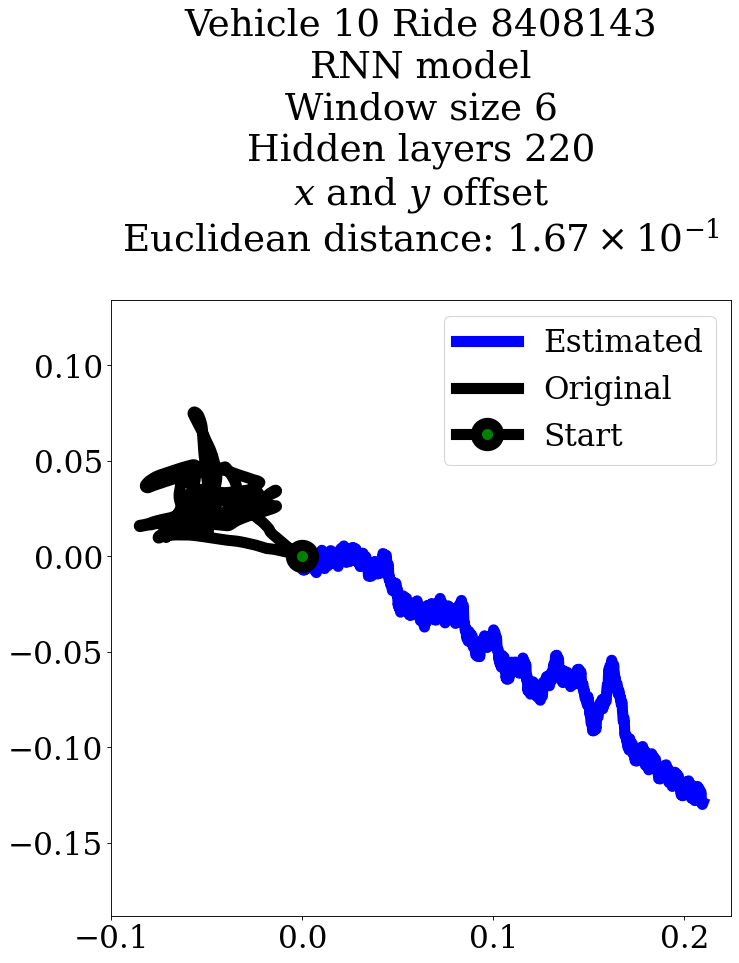 Vehicle 10 Ride 8408143
RNN model
Window size 6
Hidden layers 220
x and y offset
Euclidean distance: 1.67 × 10⁻¹
Estimated
Original
Start
0.10
0.05
0.00
−0.05
−0.10
−0.15
−0.1 0.0 0.1 0.2